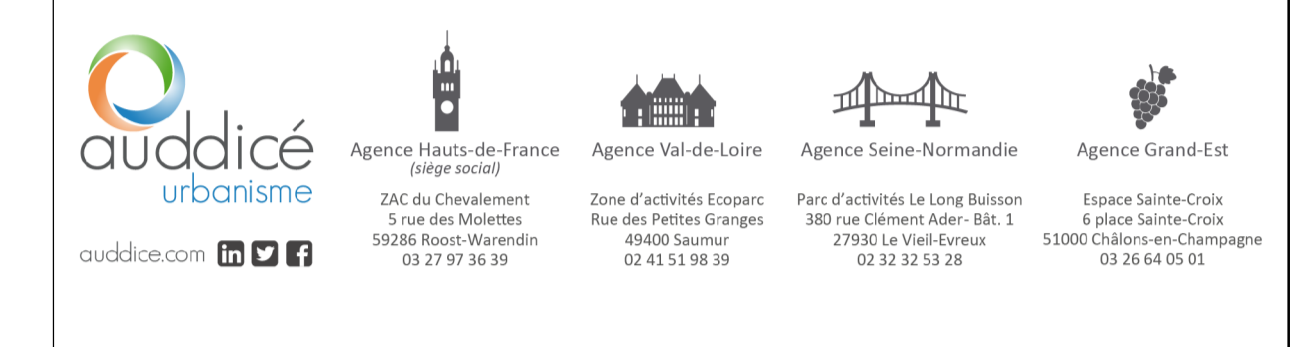 auddicé
urbanisme
auddice.com
Agence Hauts-de-France
(siège social)
ZAC du Chevalement
5 rue des Molettes
59286 Roost-Warendin
03 27 97 36 39
Agence Val-de-Loire
Zone d'activités Ecoparc
Rue des Petites Granges
49400 Saumur
02 41 51 98 39
Agence Seine-Normandie
Parc d'activités Le Long Buisson
380 rue Clément Ader- Bât. 1
27930 Le Vieil-Evreux
02 32 32 53 28
Agence Grand-Est
Espace Sainte-Croix
6 place Sainte-Croix
51000 Châlons-en-Champagne
03 26 64 05 01